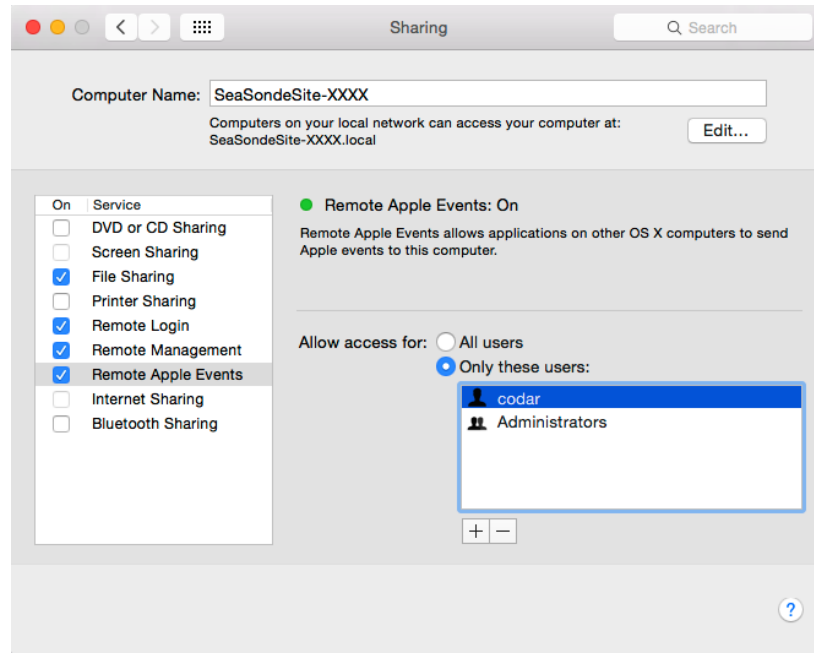 Sharing
Search
Computer Name: SeaSondeSite-XXXX
Computers on your local network can access your computer at:
SeaSondeSite-XXXX.local
Edit...
On Service
DVD or CD Sharing
Screen Sharing
File Sharing
Printer Sharing
Remote Login
Remote Management
Remote Apple Events
Internet Sharing
Bluetooth Sharing
Remote Apple Events: On
Remote Apple Events allows applications on other OS X computers to send
Apple events to this computer.
Allow access for: All users
Only these users:
codar
Administrators
+ −
?